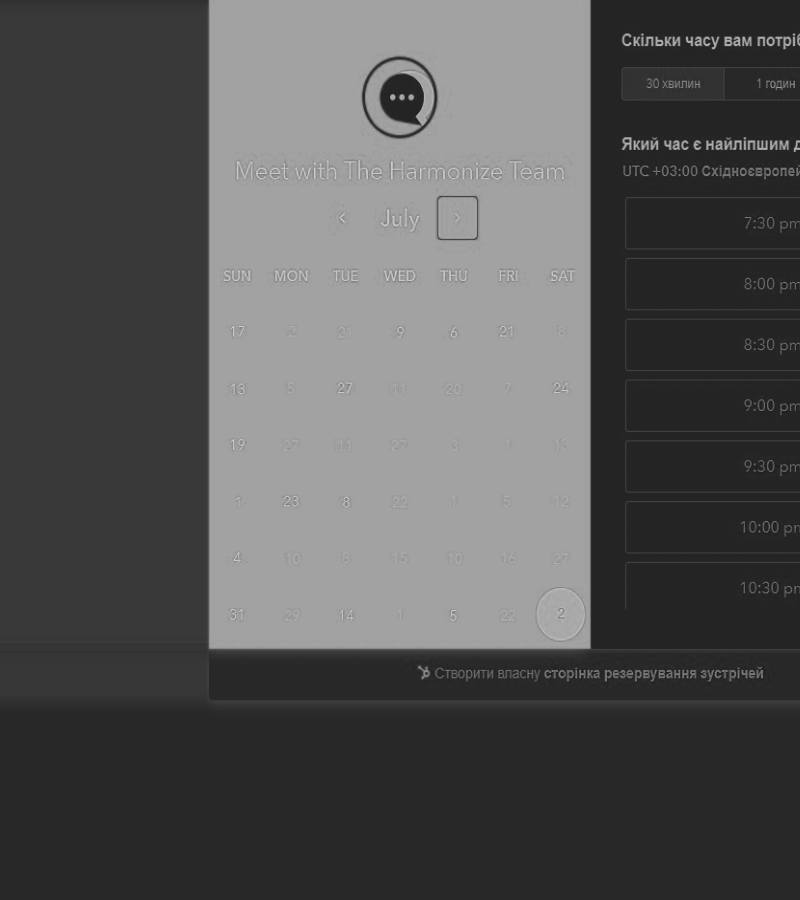 Meet with The Harmonize Team
July
SUN MON TUE WED THU FRI SAT
17 2 21 9 6 21 8
13 5 27 11 20 7 24
19 27 11 27 3 1 13
1 23 8 22 1 5 12
4 10 8 15 10 16 27
31 29 14 1 5 22 2
Скільки часу вам потріб
30 хвилин 1 годин
Який час є найліпшим д
UTC +03:00 Східноєвропей
7:30 pm
8:00 pm
8:30 pm
9:00 pm
9:30 pm
10:00 pm
10:30 pm
Створити власну сторінка резервування зустрічей